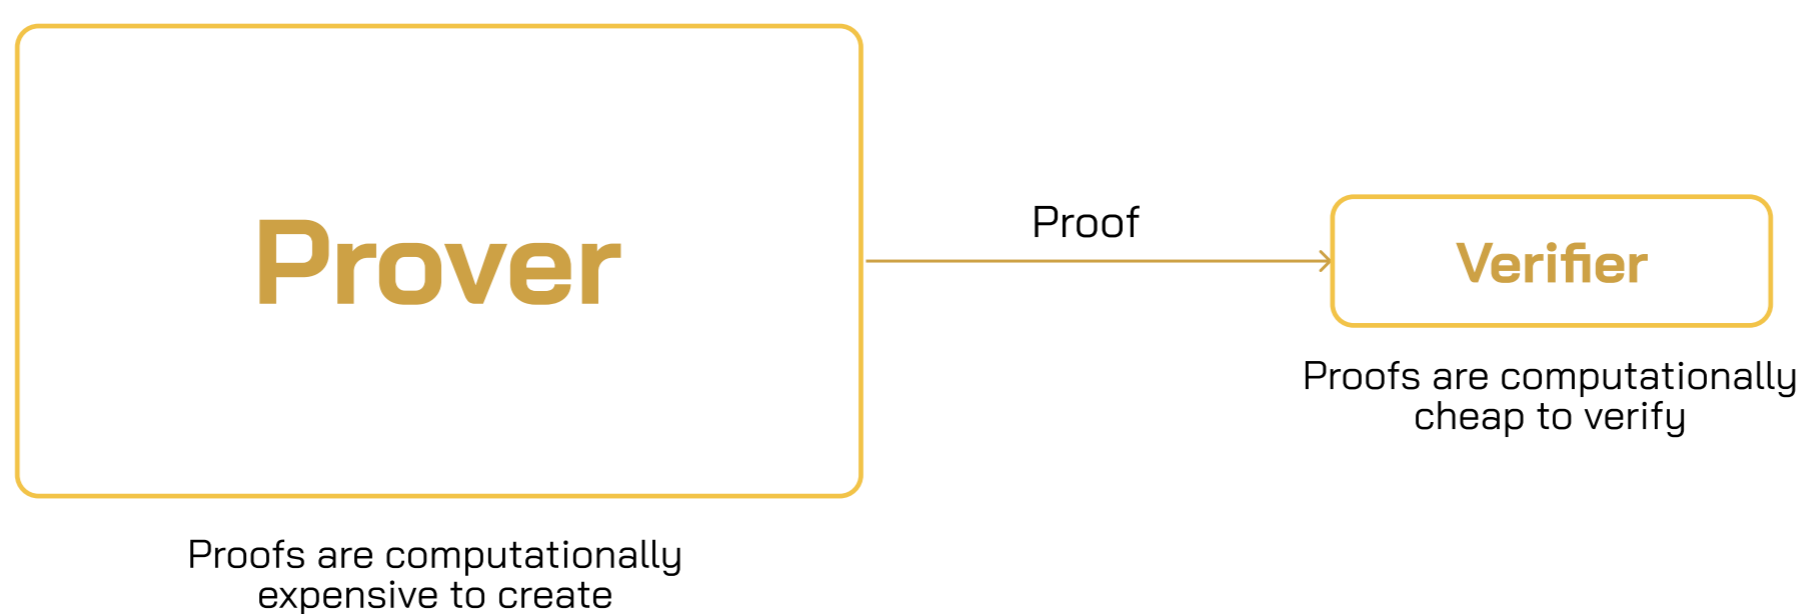 Prover
Proof
Verifier
Proofs are computationally
cheap to verify
Proofs are computationally
expensive to create